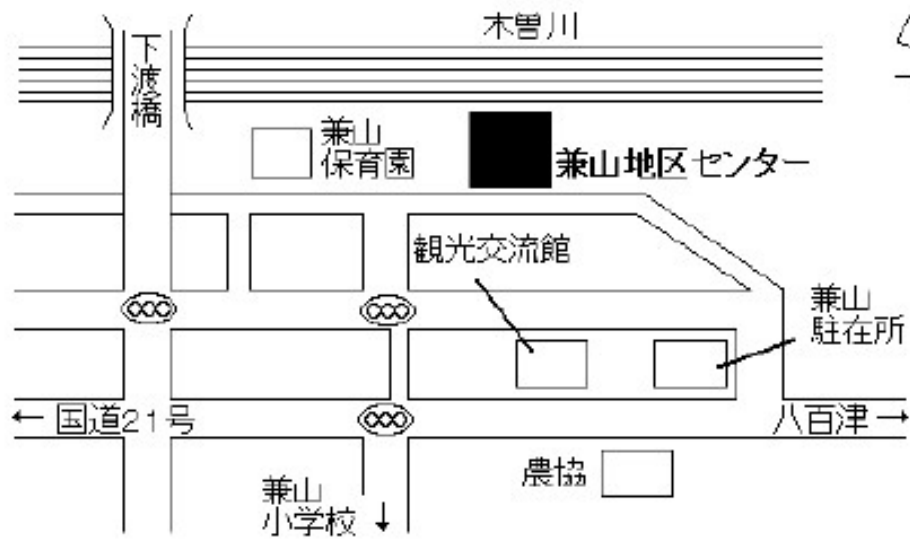 木曽川
下渡橋
兼山
保育園
兼山地区センター
観光交流館
兼山
駐在所
← 国道21号
八百津→
農協
兼山
小学校 ↓